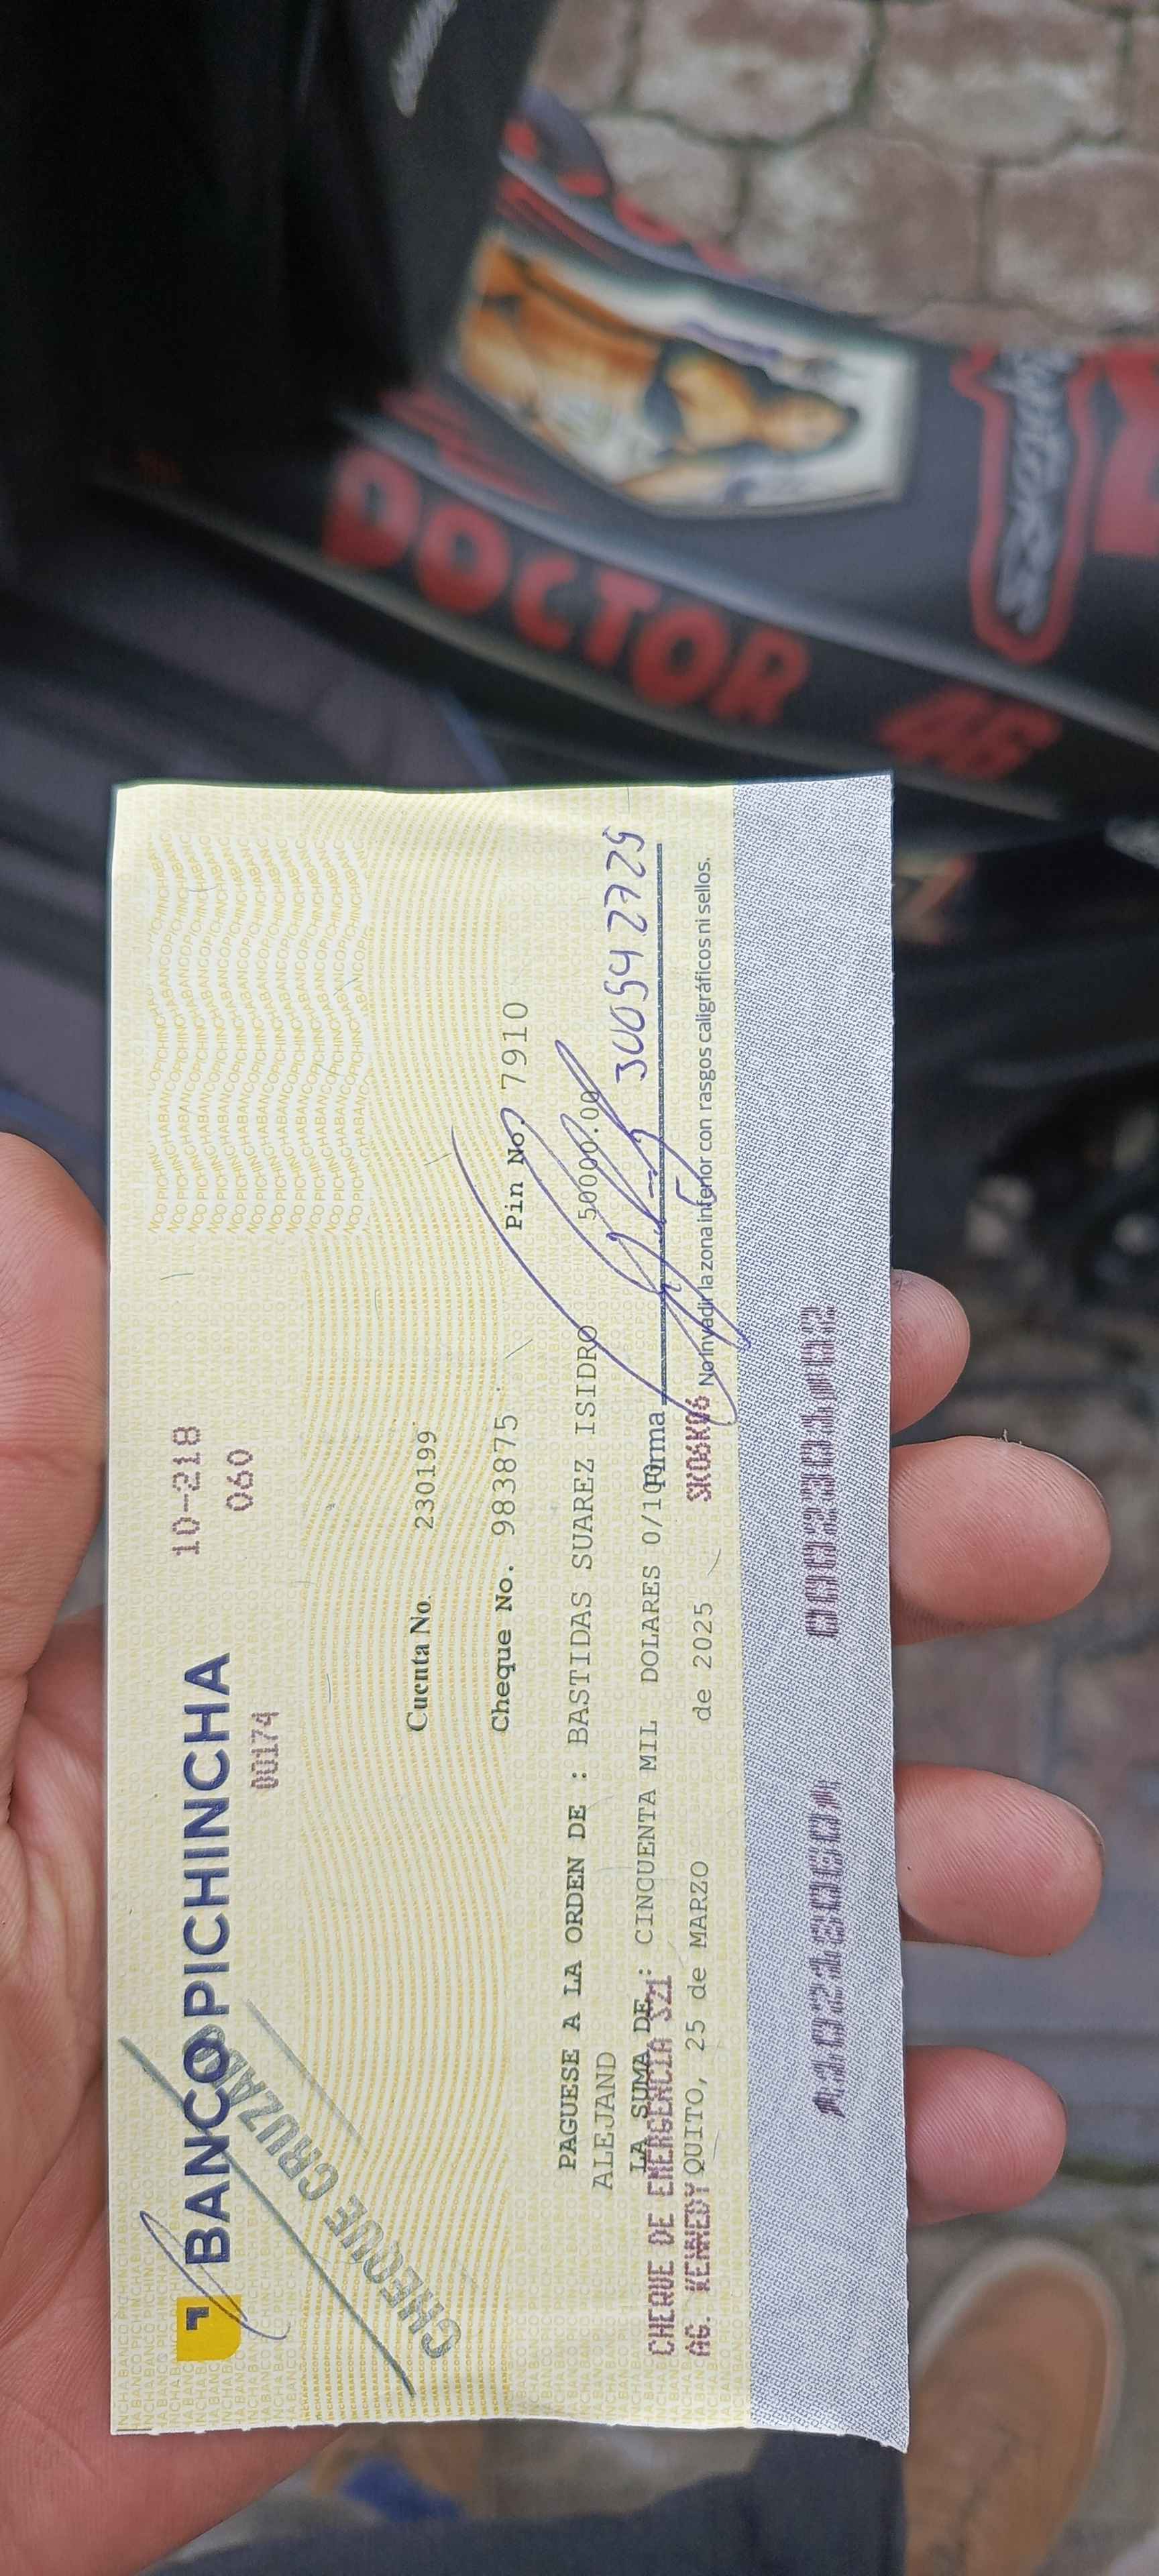 BANCO PICHINCHA
10-218
060
00174
CHEQUE CRUZADO
Cuenta No. 230199
Cheque No. 983875
Pin No. 7910
PAGUESE A LA ORDEN DE : BASTIDAS SUAREZ ISIDRO 50000.00
ALEJAND
LA SUMA DE : CINCUENTA MIL DOLARES 0/100
Firma 3005427729
CHEQUE DE EMERGENCIA S21
AG. KENNEDY QUITO, 25 de MARZO de 2025 SK06K06
No invadir la zona inferior con rasgos caligráficos ni sellos.
DOCTOR
46